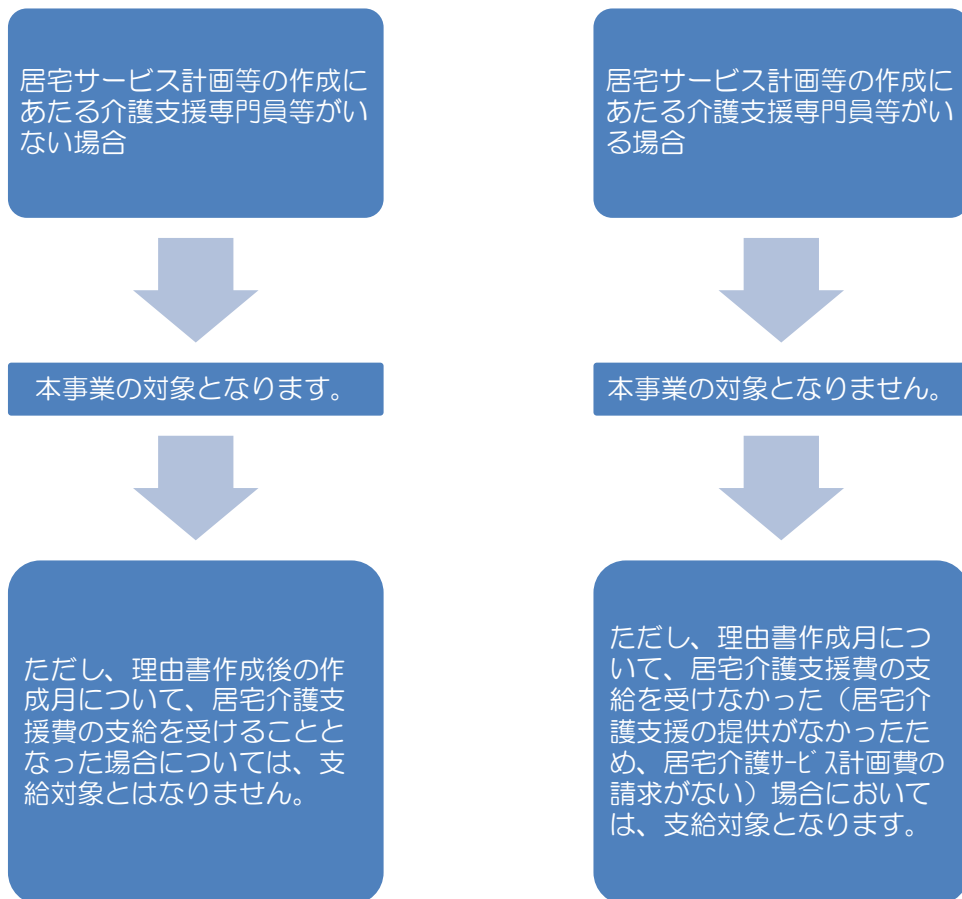 居宅サービス計画等の作成に
あたる介護支援専門員等がい
ない場合
本事業の対象となります。
ただし、理由書作成後の作
成月について、居宅介護支
援費の支給を受けることと
なった場合については、支
給対象とはなりません。
居宅サービス計画等の作成に
あたる介護支援専門員等がい
る場合
本事業の対象となりません。
ただし、理由書作成月につ
いて、居宅介護支援費の支
給を受けなかった（居宅介
護支援の提供がなかったた
め、居宅介護ｻｰﾋﾞｽ計画費の
請求がない）場合において
は、支給対象となります。